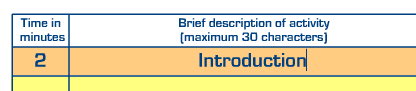 Time in minutes
Brief description of activity
(maximum 30 characters)
2 Introduction